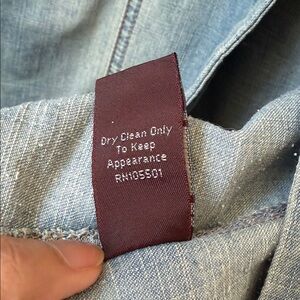 Dry Clean Only
To Keep
Appearance
RN105501